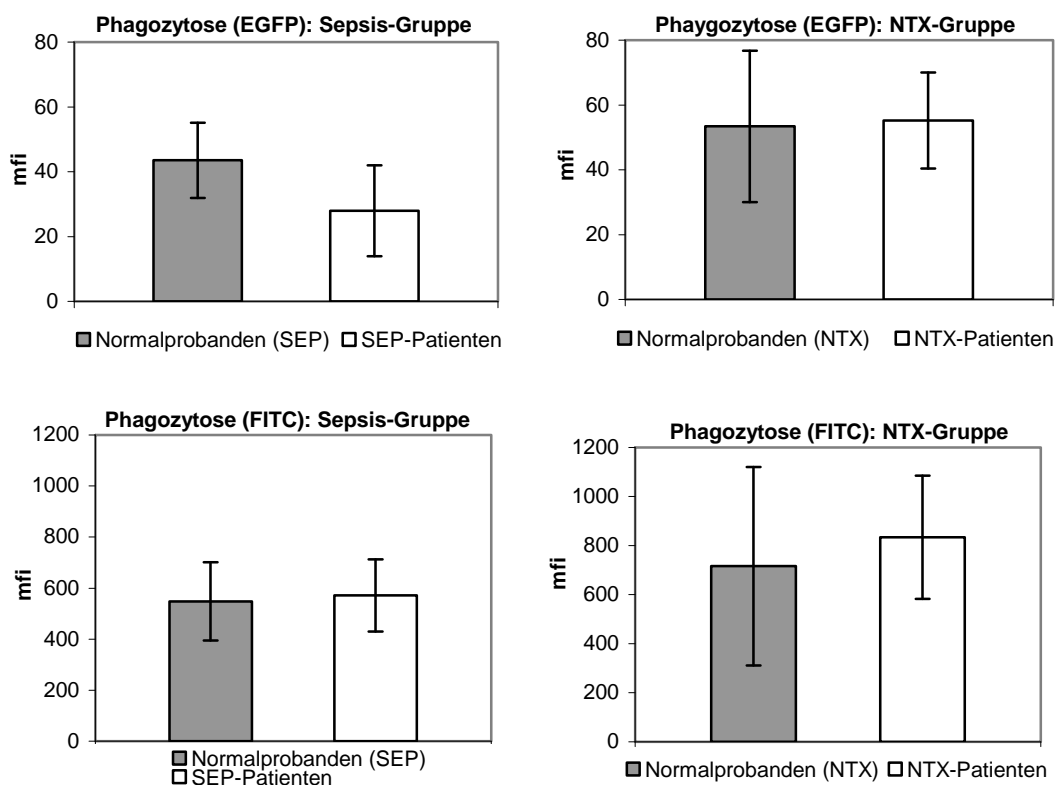 Phagozytose (EGFP): Sepsis-Gruppe
80
60
40
20
0
mfi
Normalprobanden (SEP) SEP-Patienten
Phaygozytose (EGFP): NTX-Gruppe
80
60
40
20
0
mfi
Normalprobanden (NTX) NTX-Patienten
Phagozytose (FITC): Sepsis-Gruppe
1200
1000
800
600
400
200
0
mfi
Normalprobanden (SEP)
SEP-Patienten
Phagozytose (FITC): NTX-Gruppe
1200
1000
800
600
400
200
0
mfi
Normalprobanden (NTX) NTX-Patienten